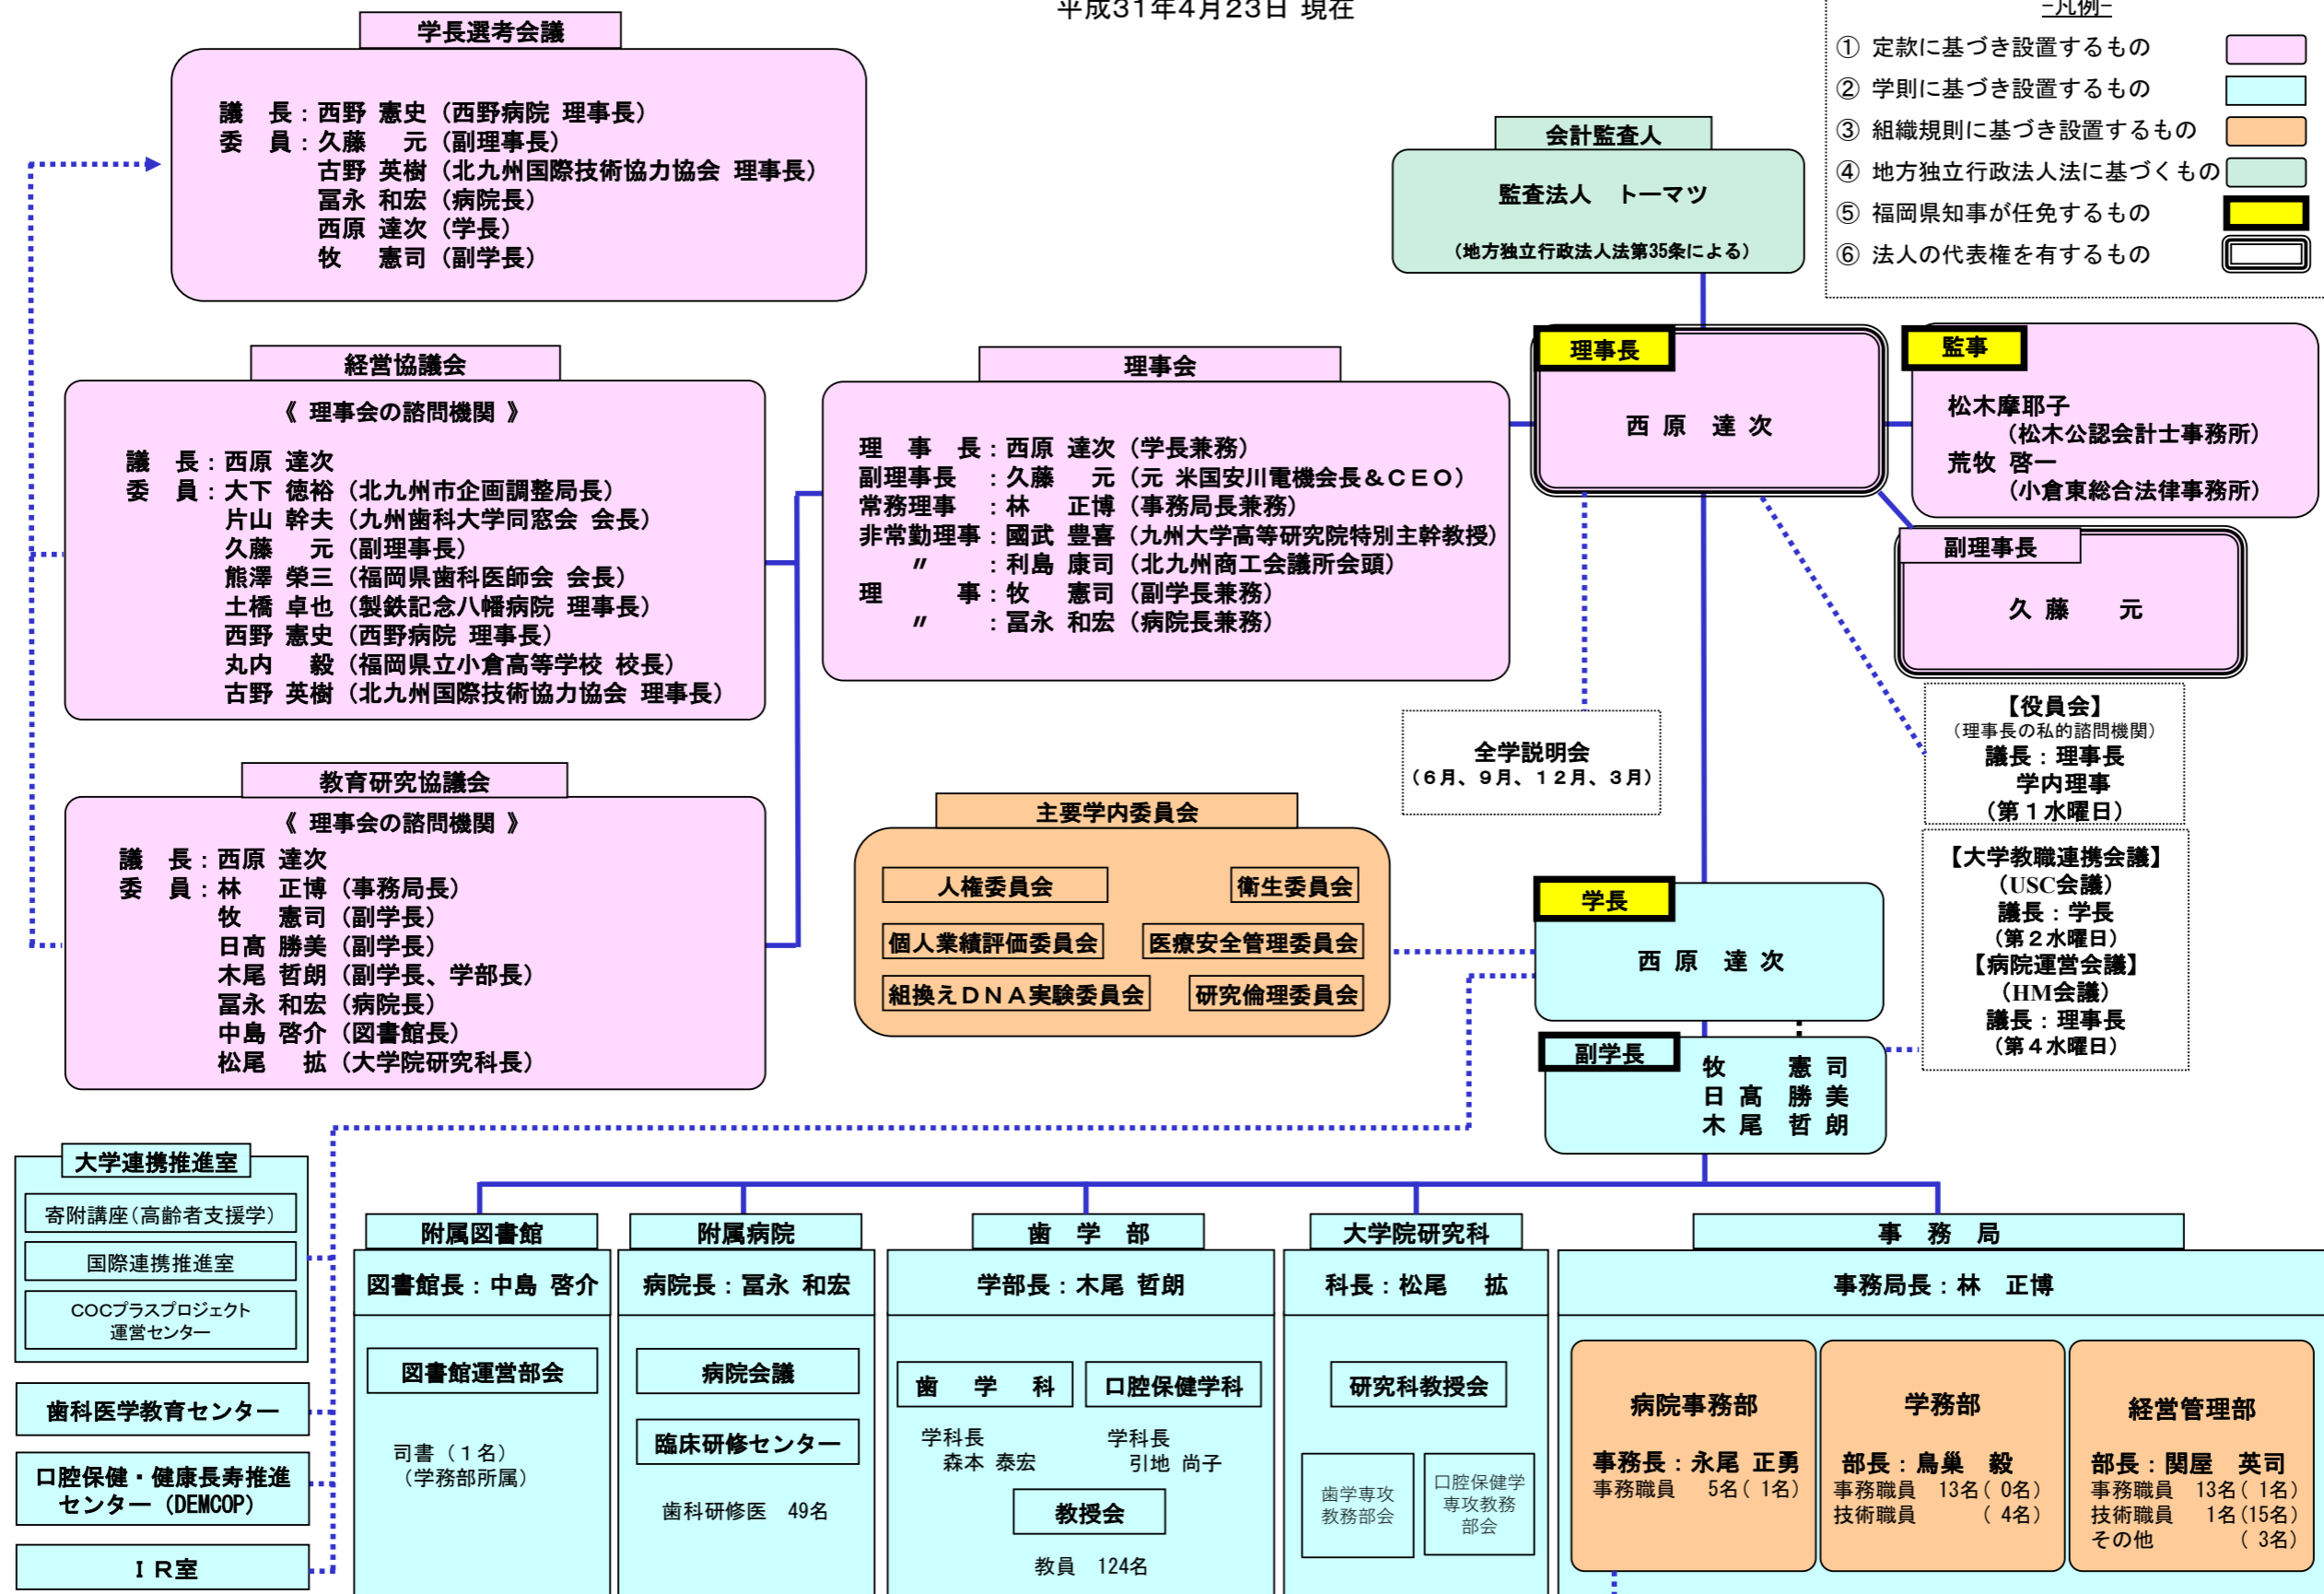 平成31年4月23日 現在
-凡例-
① 定款に基づき設置するもの
② 学則に基づき設置するもの
③ 組織規則に基づき設置するもの
④ 地方独立行政法人法に基づくもの
⑤ 福岡県知事が任免するもの
⑥ 法人の代表権を有するもの
学長選考会議
議　長：西野 憲史（西野病院 理事長）
委　員：久藤　元（副理事長）
古野 英樹（北九州国際技術協力協会 理事長）
冨永 和宏（病院長）
西原 達次（学長）
牧　憲司（副学長）
会計監査人
監査法人　トーマツ
（地方独立行政法人法第35条による）
経営協議会
《 理事会の諮問機関 》
議　長：西原 達次
委　員：大下 徳裕（北九州市企画調整局長）
片山 幹夫（九州歯科大学同窓会 会長）
久藤　元（副理事長）
熊澤 榮三（福岡県歯科医師会 会長）
土橋 卓也（製鉄記念八幡病院 理事長）
西野 憲史（西野病院 理事長）
丸内　毅（福岡県立小倉高等学校 校長）
古野 英樹（北九州国際技術協力協会 理事長）
理事会
理　事　長：西原 達次（学長兼務）
副理事長　：久藤　元（元 米国安川電機会長＆ＣＥＯ）
常務理事　：林　正博（事務局長兼務）
非常勤理事：國武 豊喜（九州大学高等研究院特別主幹教授）
〃　：利島 康司（北九州商工会議所会頭）
理　　事：牧　憲司（副学長兼務）
〃　：冨永 和宏（病院長兼務）
理事長
西 原　達 次
監事
松木摩耶子
（松木公認会計士事務所）
荒牧 啓一
（小倉東総合法律事務所）
副理事長
久 藤　元
【役員会】
（理事長の私的諮問機関）
議長：理事長
学内理事
（第１水曜日）
全学説明会
（６月、９月、１２月、３月）
教育研究協議会
《 理事会の諮問機関 》
議　長：西原 達次
委　員：林　正博（事務局長）
牧　憲司（副学長）
日髙 勝美（副学長）
木尾 哲朗（副学長、学部長）
冨永 和宏（病院長）
中島 啓介（図書館長）
松尾　拡（大学院研究科長）
主要学内委員会
人権委員会　衛生委員会
個人業績評価委員会　医療安全管理委員会
組換えＤＮＡ実験委員会　研究倫理委員会
【大学教職連携会議】
（USC会議）
議長：学長
（第２水曜日）
【病院運営会議】
（HM会議）
議長：理事長
（第４水曜日）
学長
西 原　達 次
副学長
牧　憲 司
日 髙　勝 美
木 尾　哲 朗
大学連携推進室
寄附講座（高齢者支援学）
国際連携推進室
COCプラスプロジェクト
運営センター
歯科医学教育センター
口腔保健・健康長寿推進
センター（DEMCOP）
ＩＲ室
附属図書館
図書館長：中島 啓介
図書館運営部会
司書（１名）
（学務部所属）
附属病院
病院長：冨永 和宏
病院会議
臨床研修センター
歯科研修医　49名
歯　学　部
学部長：木尾 哲朗
歯　学　科　口腔保健学科
学科長　学科長
森本 泰宏　引地 尚子
教授会
教員　124名
大学院研究科
科長：松尾　拡
研究科教授会
歯学専攻
教務部会
口腔保健学
専攻教務
部会
事　務　局
事務局長：林　正博
病院事務部
事務長：永尾 正勇
事務職員　5名( 1名)
学務部
部長：鳥巣　毅
事務職員　13名( 0名)
技術職員　( 4名)
経営管理部
部長：関屋　英司
事務職員　13名( 1名)
技術職員　1名(15名)
その他　( 3名)